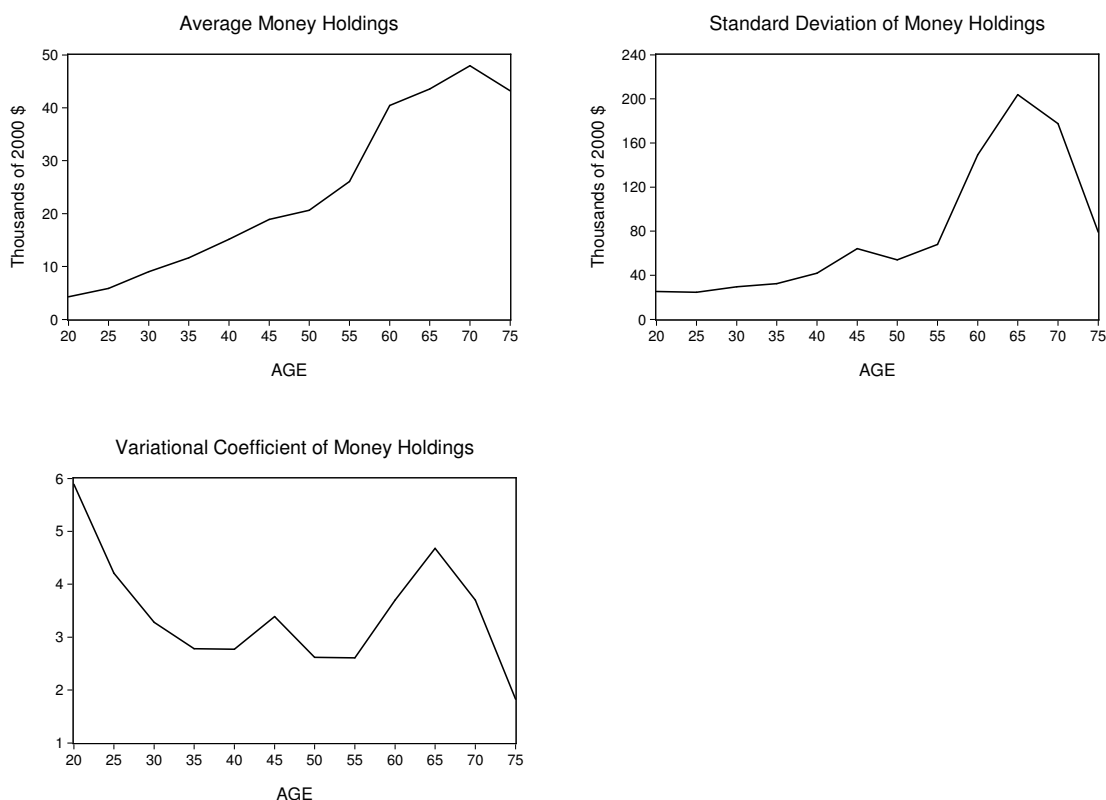 Average Money Holdings
50
40
30
20
10
0
Thousands of 2000 $
20 25 30 35 40 45 50 55 60 65 70 75
AGE
Standard Deviation of Money Holdings
240
200
160
120
80
40
0
Thousands of 2000 $
20 25 30 35 40 45 50 55 60 65 70 75
AGE
Variational Coefficient of Money Holdings
6
5
4
3
2
1
20 25 30 35 40 45 50 55 60 65 70 75
AGE